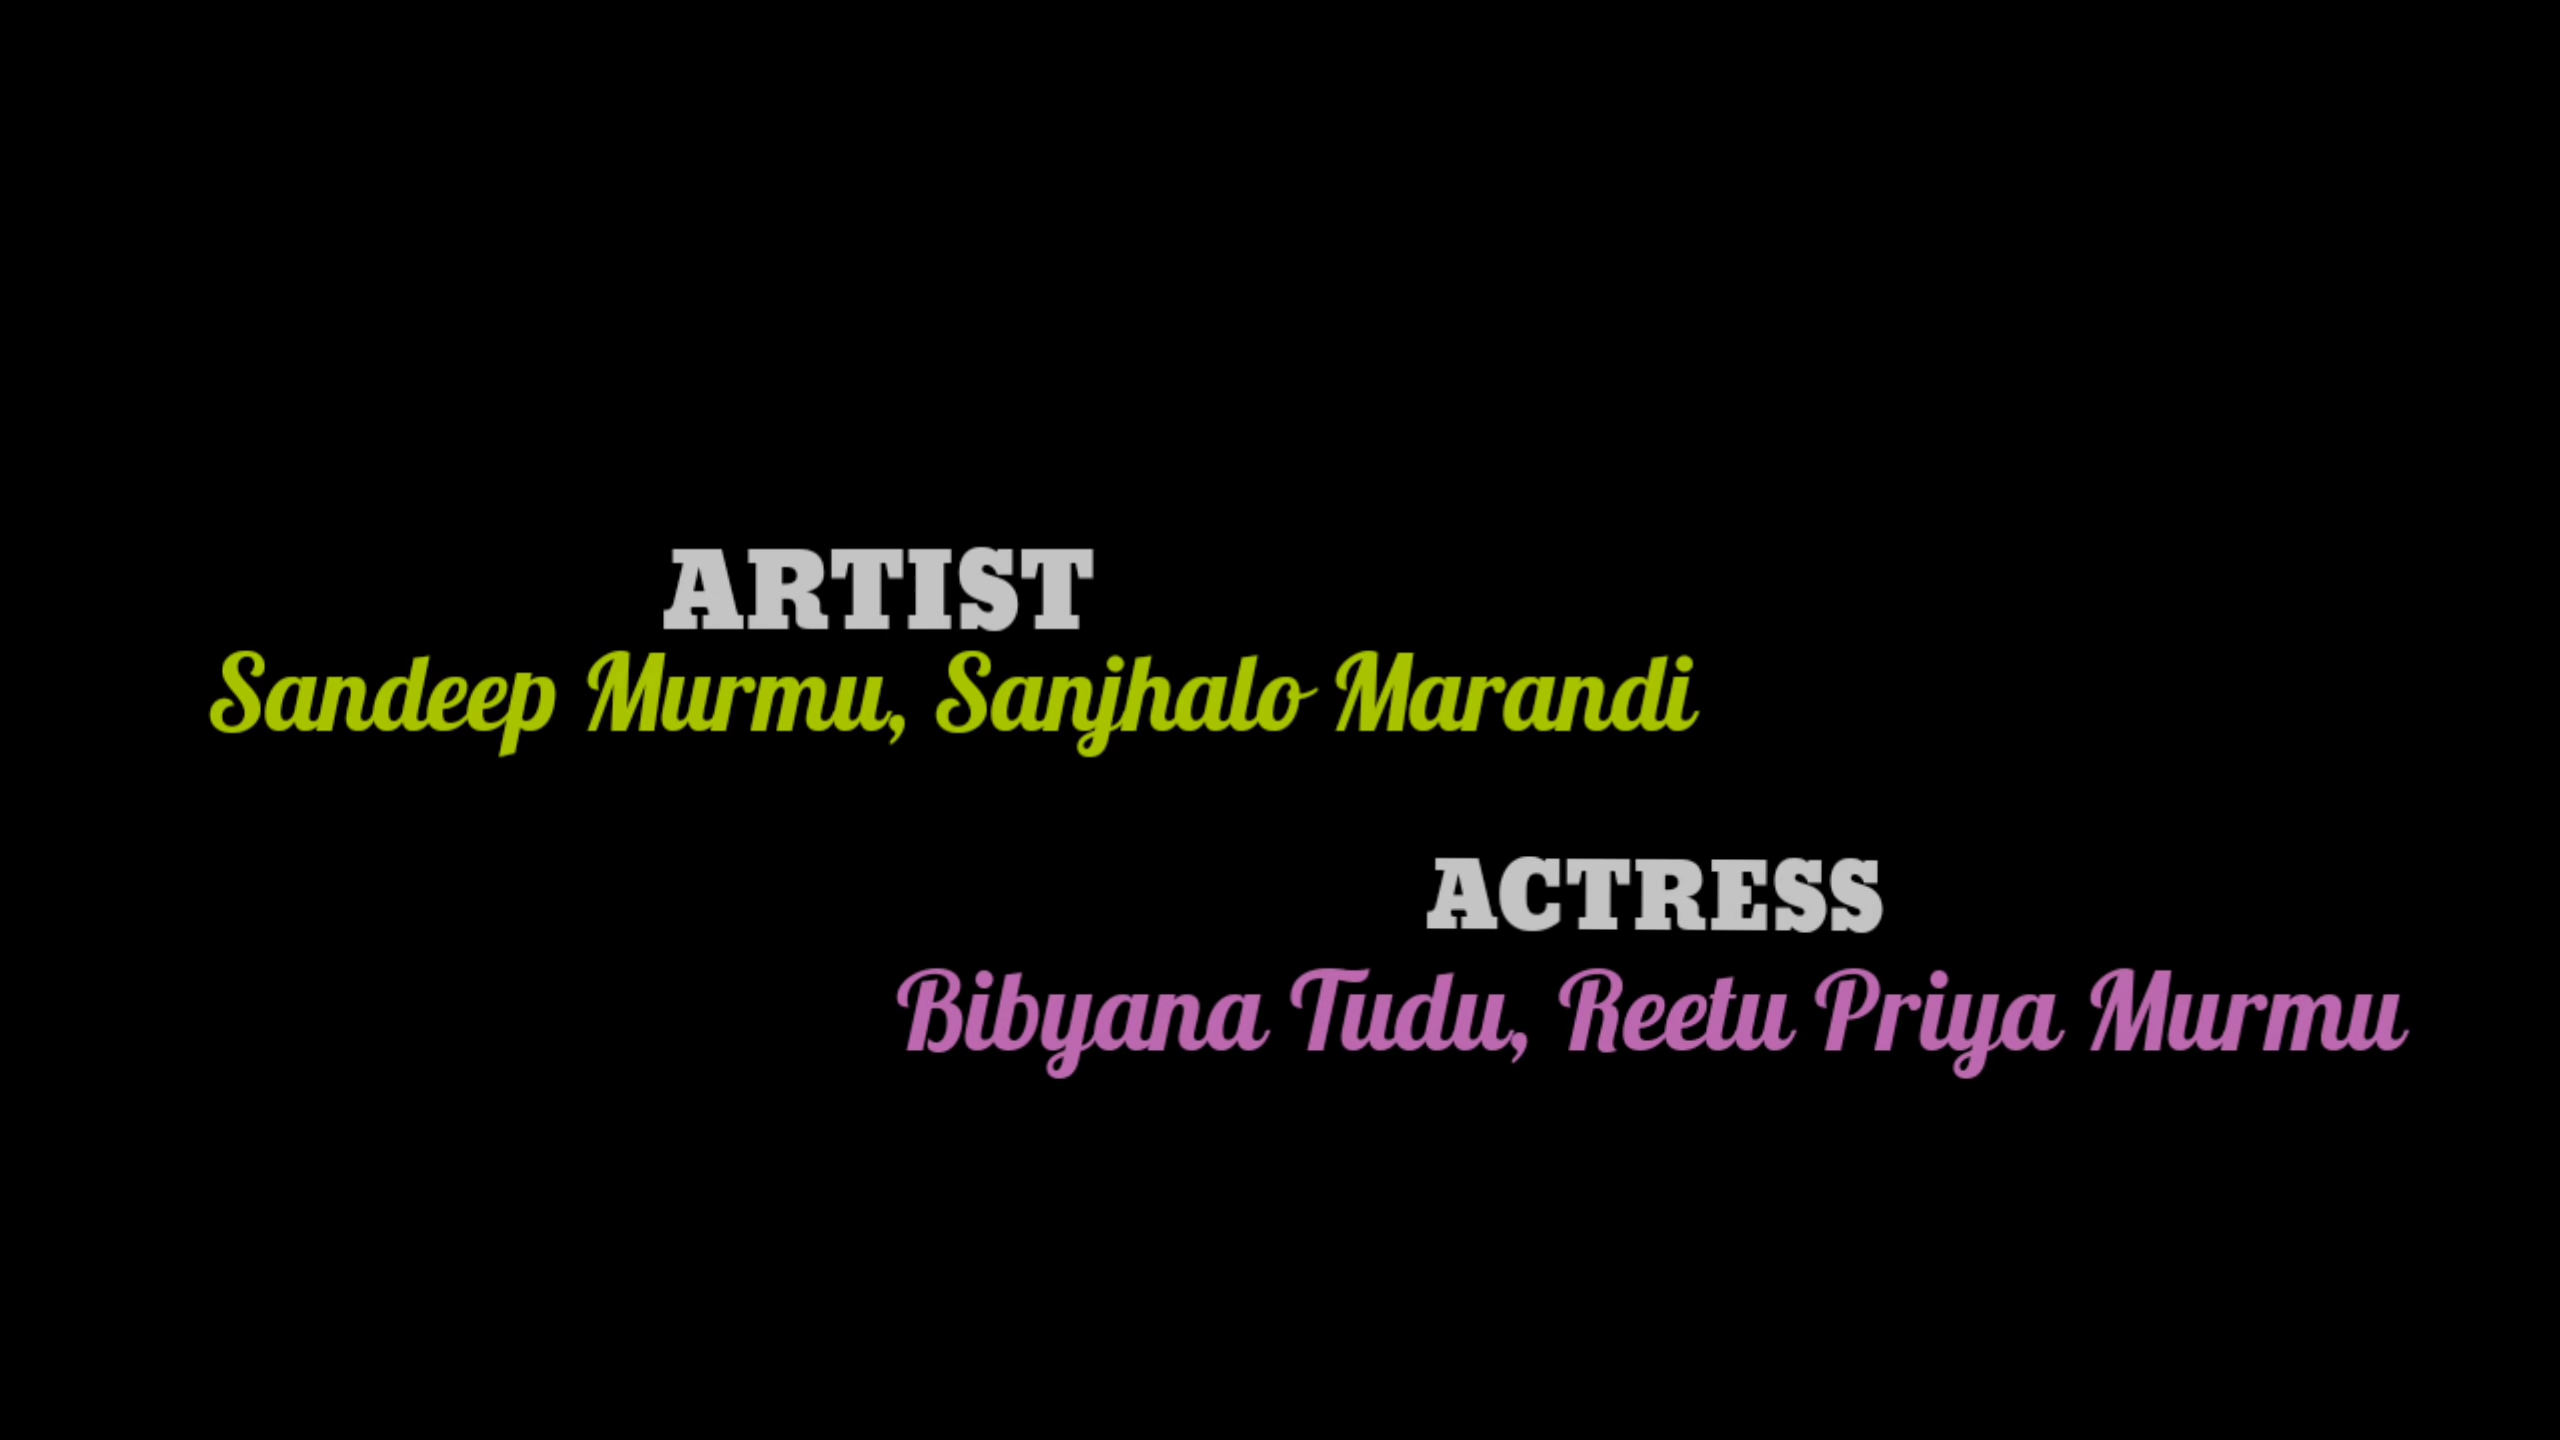 ARTIST
Sandeep Murmu, Sanjhalo Marandi
ACTRESS
Bibyana Tudu, Reetu Priya Murmu